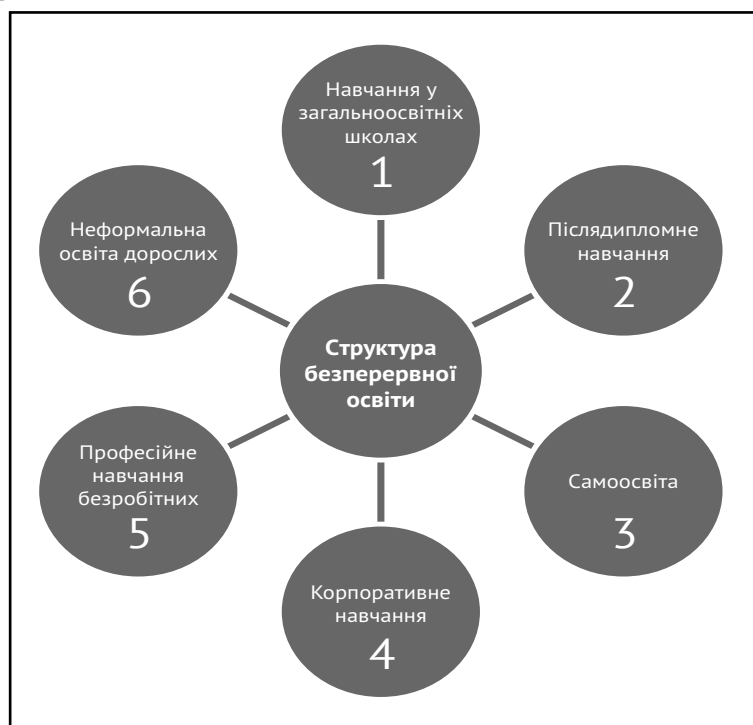 Навчання у
загальноосвітніх
школах
1
Неформальна
освіта дорослих
6
Післядипломне
навчання
2
Структура
безперервної
освіти
Професійне
навчання
безробітних
5
Самоосвіта
3
Корпоративне
навчання
4